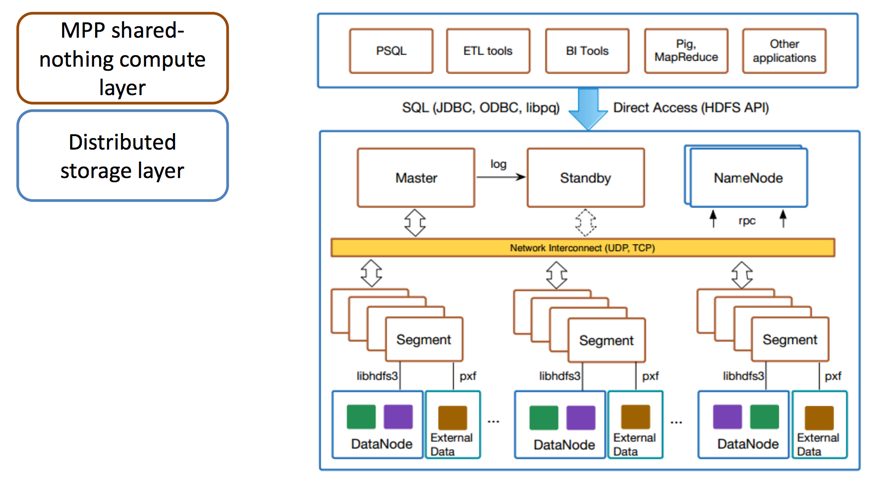 MPP shared-
nothing compute
layer
Distributed
storage layer
PSQL
ETL tools
BI Tools
Pig,
MapReduce
Other
applications
SQL (JDBC, ODBC, libpq)
Direct Access (HDFS API)
Master
log
Standby
NameNode
rpc
Network Interconnect (UDP, TCP)
Segment
Segment
Segment
libhdfs3
pxf
libhdfs3
pxf
libhdfs3
pxf
DataNode
External
Data
...
DataNode
External
Data
...
DataNode
External
Data